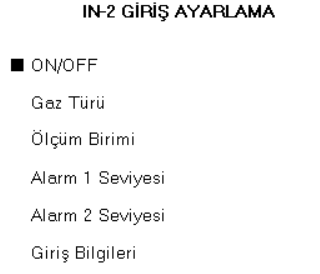 IN-2 GİRİŞ AYARLAMA
ON/OFF
Gaz Türü
Ölçüm Birimi
Alarm 1 Seviyesi
Alarm 2 Seviyesi
Giriş Bilgileri